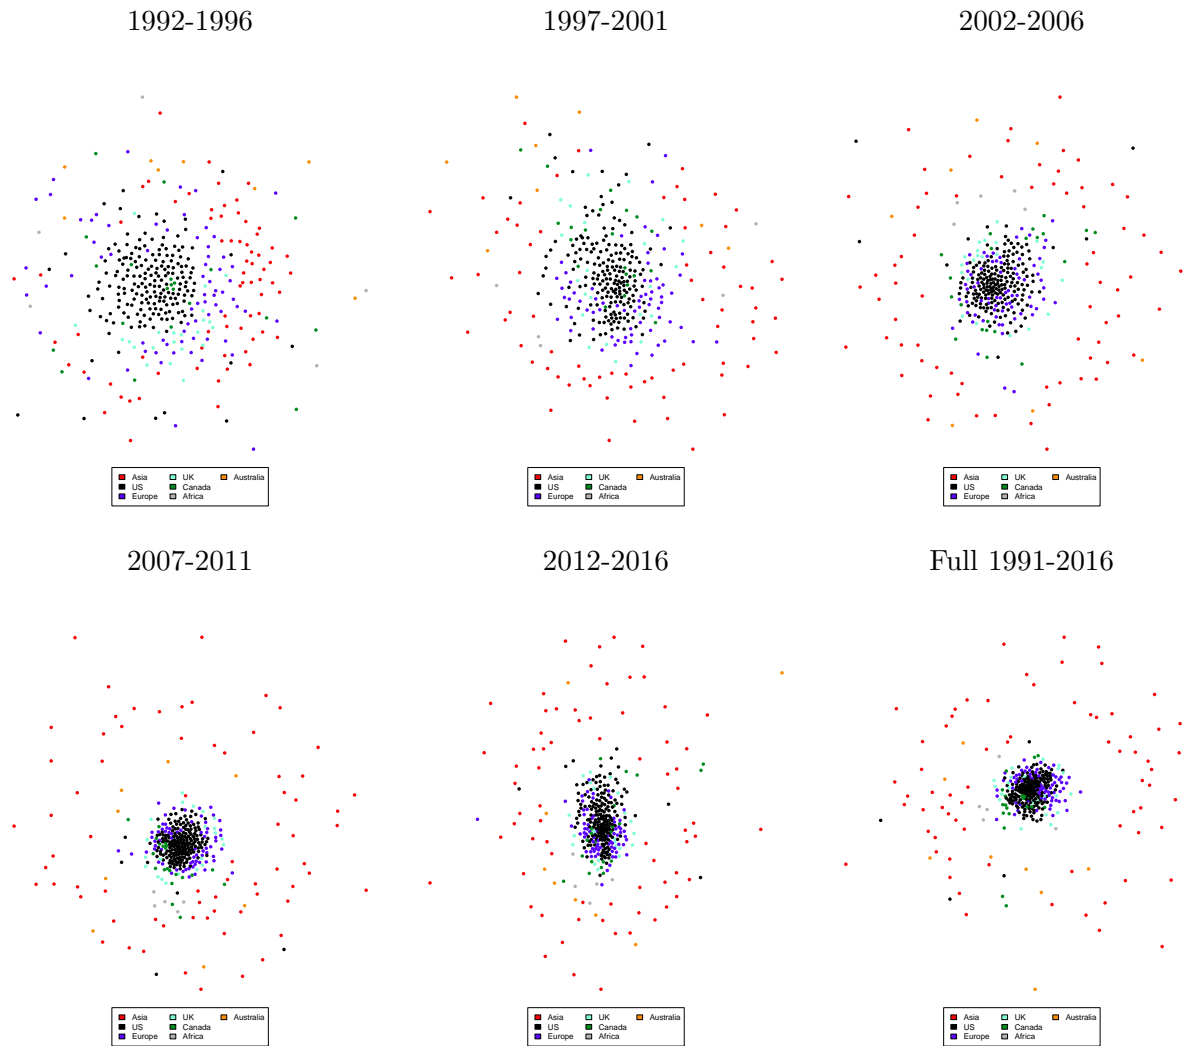 1992-1996 1997-2001 2002-2006
Asia UK Australia Asia UK Australia Asia UK Australia
US Canada US Canada US Canada
Europe Africa Europe Africa Europe Africa
2007-2011 2012-2016 Full 1991-2016
Asia UK Australia Asia UK Australia Asia UK Australia
US Canada US Canada US Canada
Europe Africa Europe Africa Europe Africa